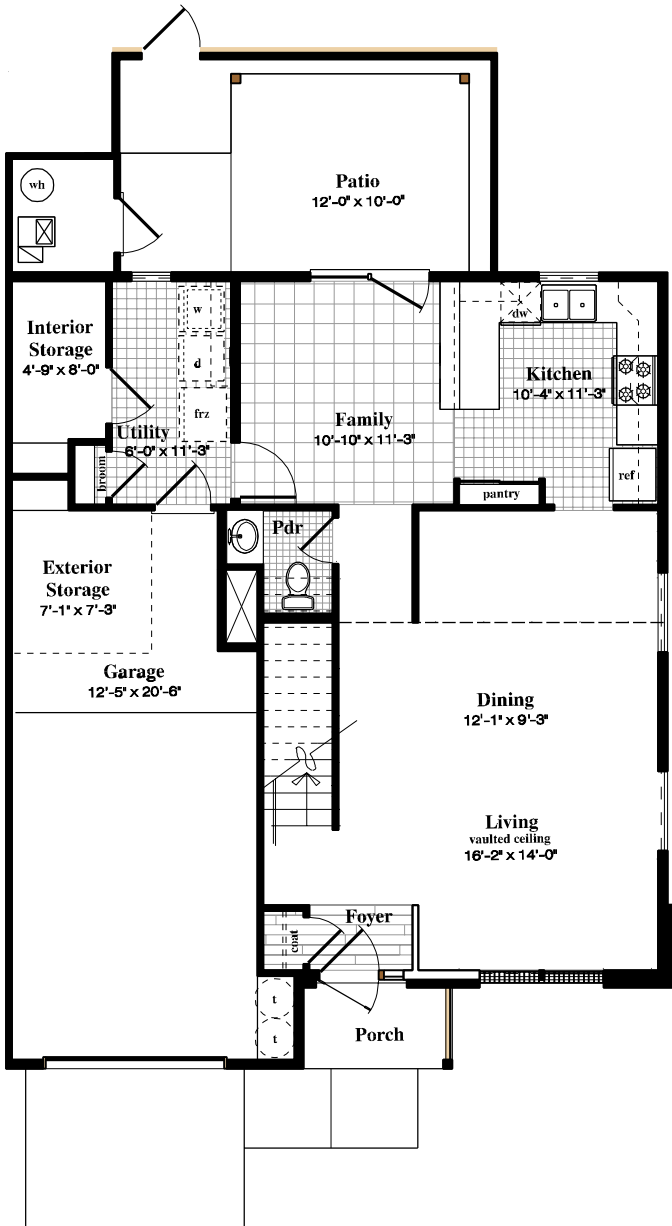 Patio
12'-0" x 10'-0"
wh
w
d
frz
Interior
Storage
4'-9" x 8'-0"
Utility
6'-0" x 11'-3"
broom
Family
10'-10" x 11'-3"
dw
Kitchen
10'-4" x 11'-3"
ref
pantry
Pdr
Exterior
Storage
7'-1" x 7'-3"
Garage
12'-5" x 20'-6"
Dining
12'-1" x 9'-3"
Living
vaulted ceiling
16'-2" x 14'-0"
Foyer
coat
t
t
Porch